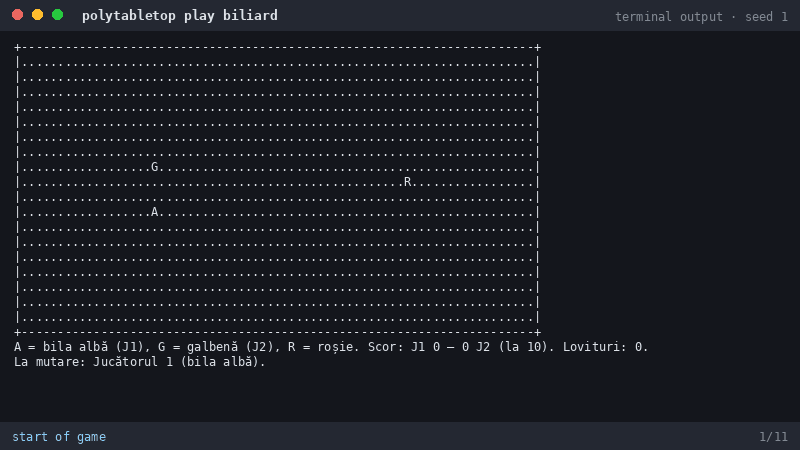 polytabletop play biliard
terminal output · seed 1
+-----------------------------------------------------------------------+
|.......................................................................|
|.......................................................................|
|.......................................................................|
|.......................................................................|
|.......................................................................|
|.......................................................................|
|.......................................................................|
|..................G....................................................|
|.....................................................R.................|
|.......................................................................|
|..................A....................................................|
|.......................................................................|
|.......................................................................|
|.......................................................................|
|.......................................................................|
|.......................................................................|
|.......................................................................|
|.......................................................................|
+-----------------------------------------------------------------------+
A = bila albă (J1), G = galbenă (J2), R = roșie. Scor: J1 0 — 0 J2 (la 10). Lovituri: 0.
La mutare: Jucătorul 1 (bila albă).
start of game
1/11